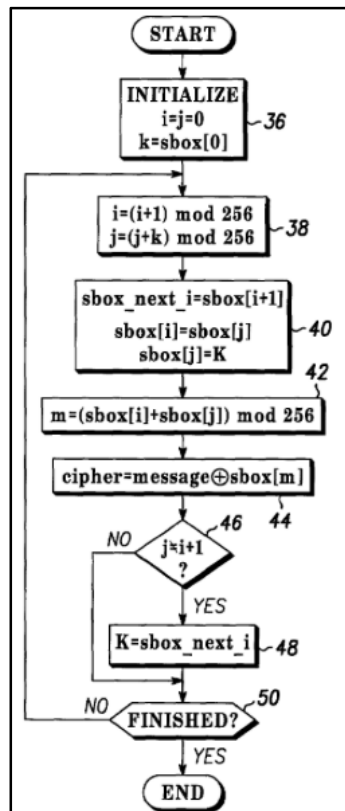 START
INITIALIZE
i=j=0
k=sbox[0]
36
i=(i+1) mod 256
j=(j+k) mod 256
38
sbox_next_i=sbox[i+1]
sbox[i]=sbox[j]
sbox[j]=K
40
42
m=(sbox[i]+sbox[j]) mod 256
cipher=message⊕sbox[m]
44
46
NO
j≒i+1
?
YES
K=sbox_next_i
48
50
NO
FINISHED?
YES
END